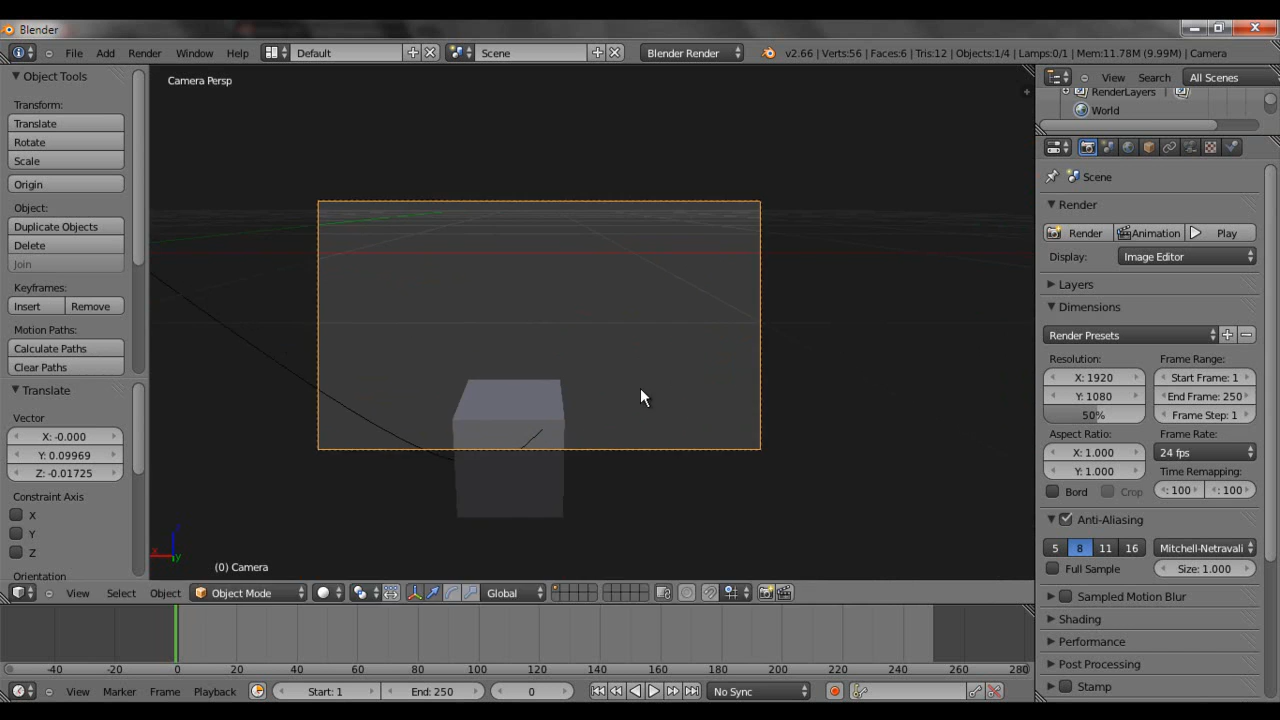 Blender
File Add Render Window Help Default Scene Blender Render v2.66 | Verts:56 | Faces:6 | Tris:12 | Objects:1/4 | Lamps:0/1 | Mem:11.78M (9.99M) | Camera
Object Tools
Transform:
Translate
Rotate
Scale
Origin
Object:
Duplicate Objects
Delete
Join
Keyframes:
Insert Remove
Motion Paths:
Calculate Paths
Clear Paths
Translate
Vector
X: -0.000
Y: 0.09969
Z: -0.01725
Constraint Axis
X
Y
Z
Orientation
Camera Persp
(0) Camera
View Select Object Object Mode Global
-40 -20 0 20 40 60 80 100 120 140 160 180 200 220 240 260 280
View Marker Frame Playback Start: 1 End: 250 0 No Sync
View Search All Scenes
RenderLayers
World
Scene
Render
Render Animation Play
Display: Image Editor
Layers
Dimensions
Render Presets
Resolution: Frame Range:
X: 1920 Start Frame: 1
Y: 1080 End Frame: 250
50% Frame Step: 1
Aspect Ratio: Frame Rate:
X: 1.000 24 fps
Y: 1.000 Time Remapping:
Bord Crop : 100 : 100
Anti-Aliasing
5 8 11 16 Mitchell-Netravali
Full Sample Size: 1.000
Sampled Motion Blur
Shading
Performance
Post Processing
Stamp